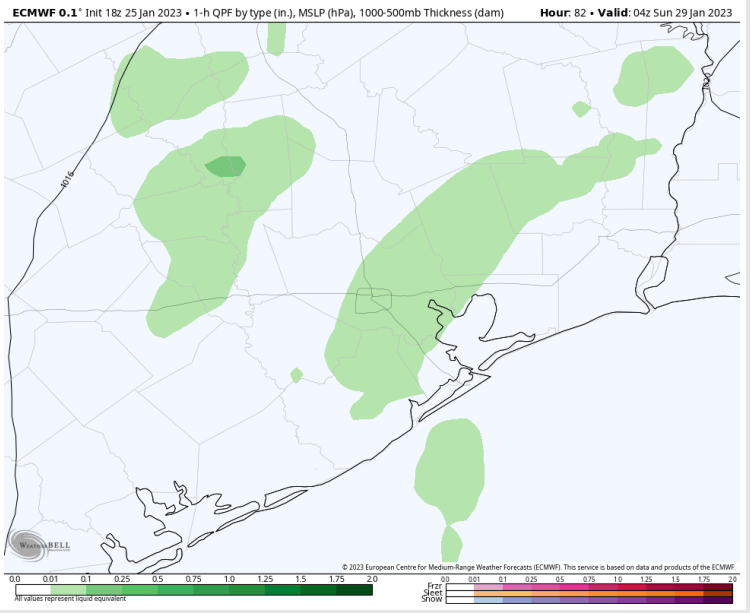 ECMWF 0.1° Init 18z 25 Jan 2023 • 1-h QPF by type (in.), MSLP (hPa), 1000-500mb Thickness (dam) Hour: 82 • Valid: 04z Sun 29 Jan 2023
1016
WeatherBELL
© 2023 European Centre for Medium-Range Weather Forecasts (ECMWF). This service is based on data and products of the ECMWF.
0.0 0.01 0.1 0.25 0.5 0.75 1.0 1.25 1.5 1.75 2.0
All values represent liquid equivalent
0.0 0.01 0.1 0.25 0.5 0.75 1.0 1.25 1.5 1.75 2.0
Frzr
Sleet
Snow